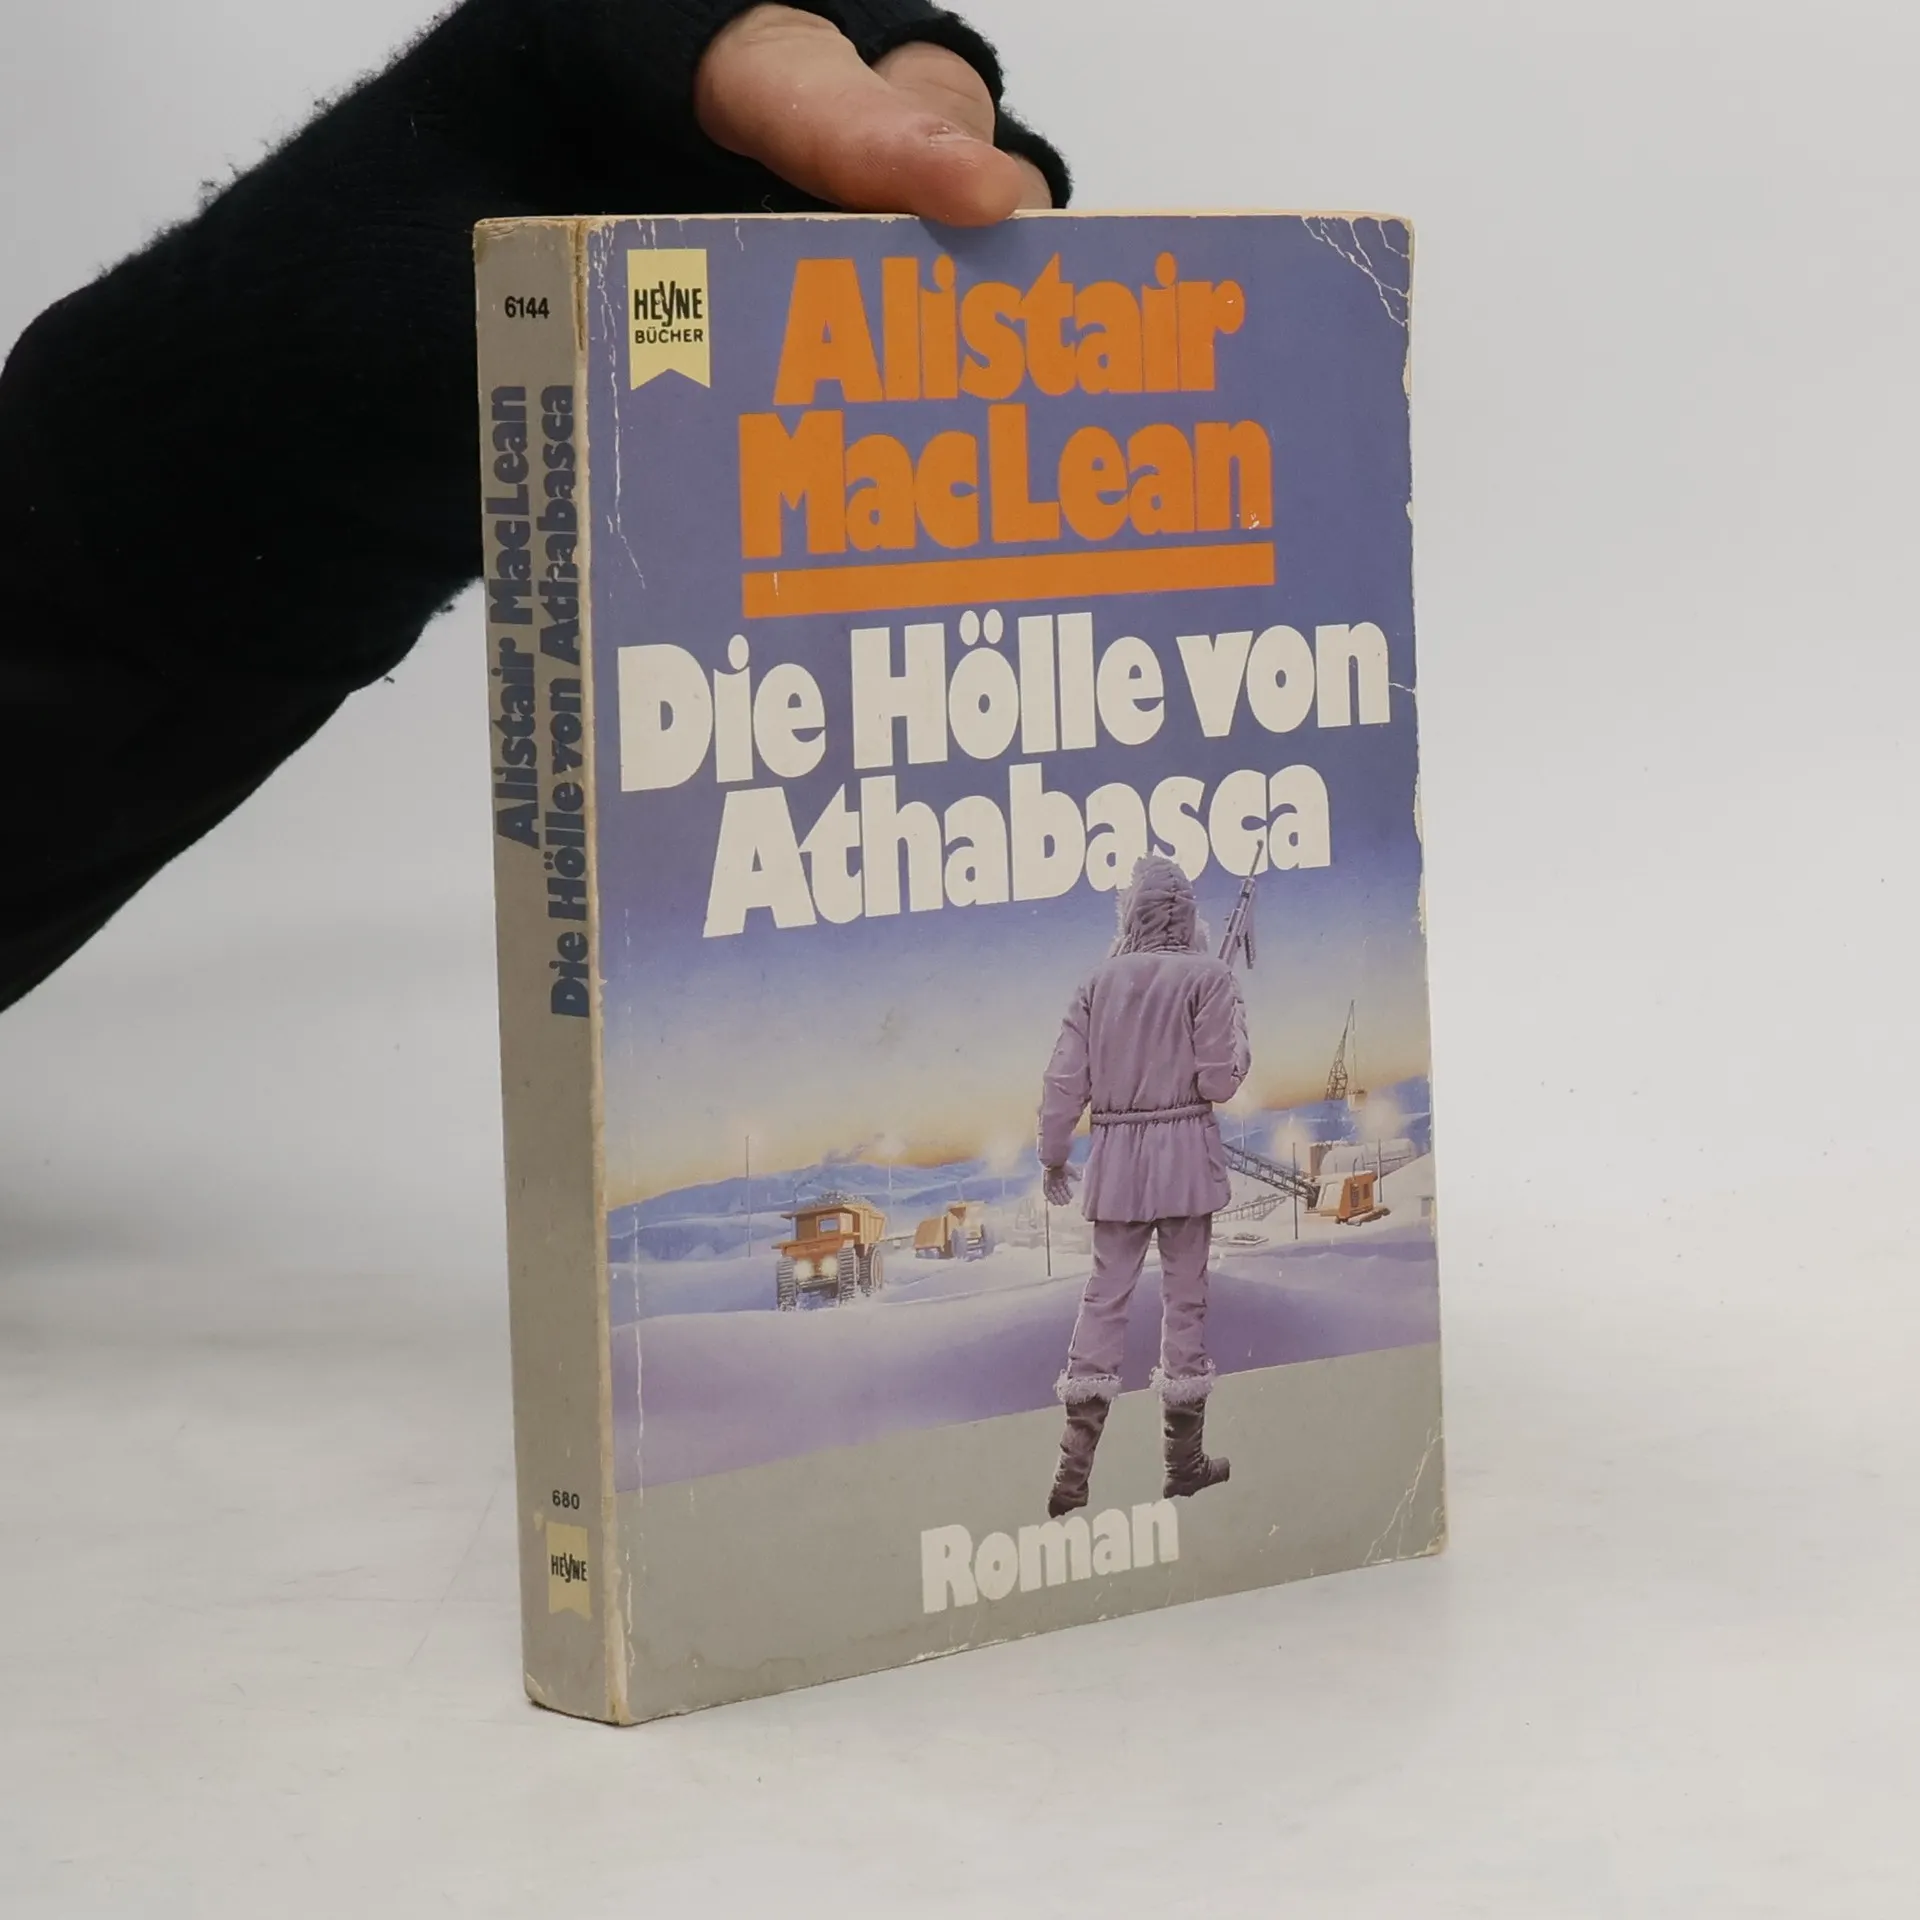 6144
Alistair MacLean
Die Hölle von Athabasca
680
HEYNE
HEYNE
BÜCHER
Alistair
MacLean
Die Hölle von
Athabasca
Roman